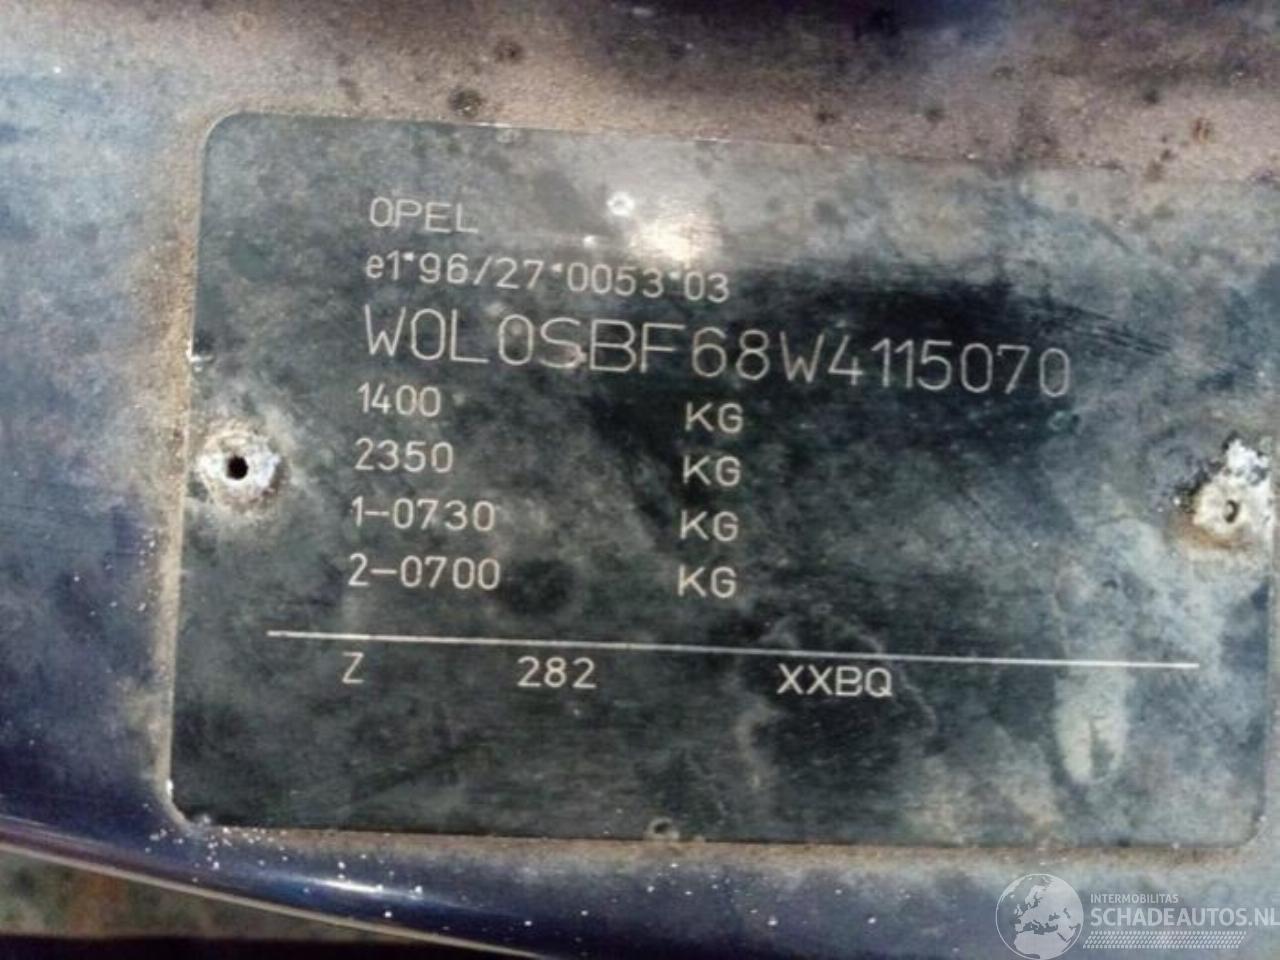 OPEL
e1*96/27*0053*03
W0L0SBF68W4115070
1400 KG
2350 KG
1-0730 KG
2-0700 KG
Z 282 XXBQ
INTERMOBILITAS
SCHADEAUTOS.NL